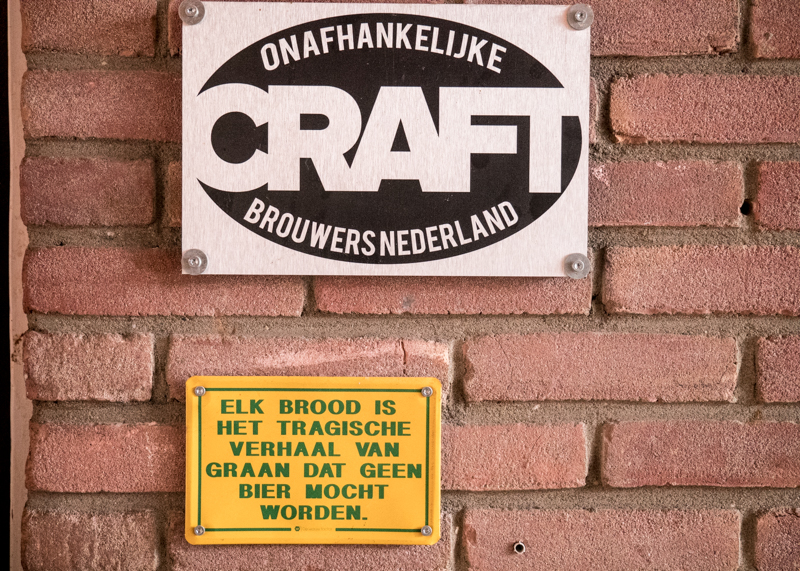 ONAFHANKELIJKE
CRAFT
BROUWERS NEDERLAND
ELK BROOD IS
HET TRAGISCHE
VERHAAL VAN
GRAAN DAT GEEN
BIER MOCHT
WORDEN.